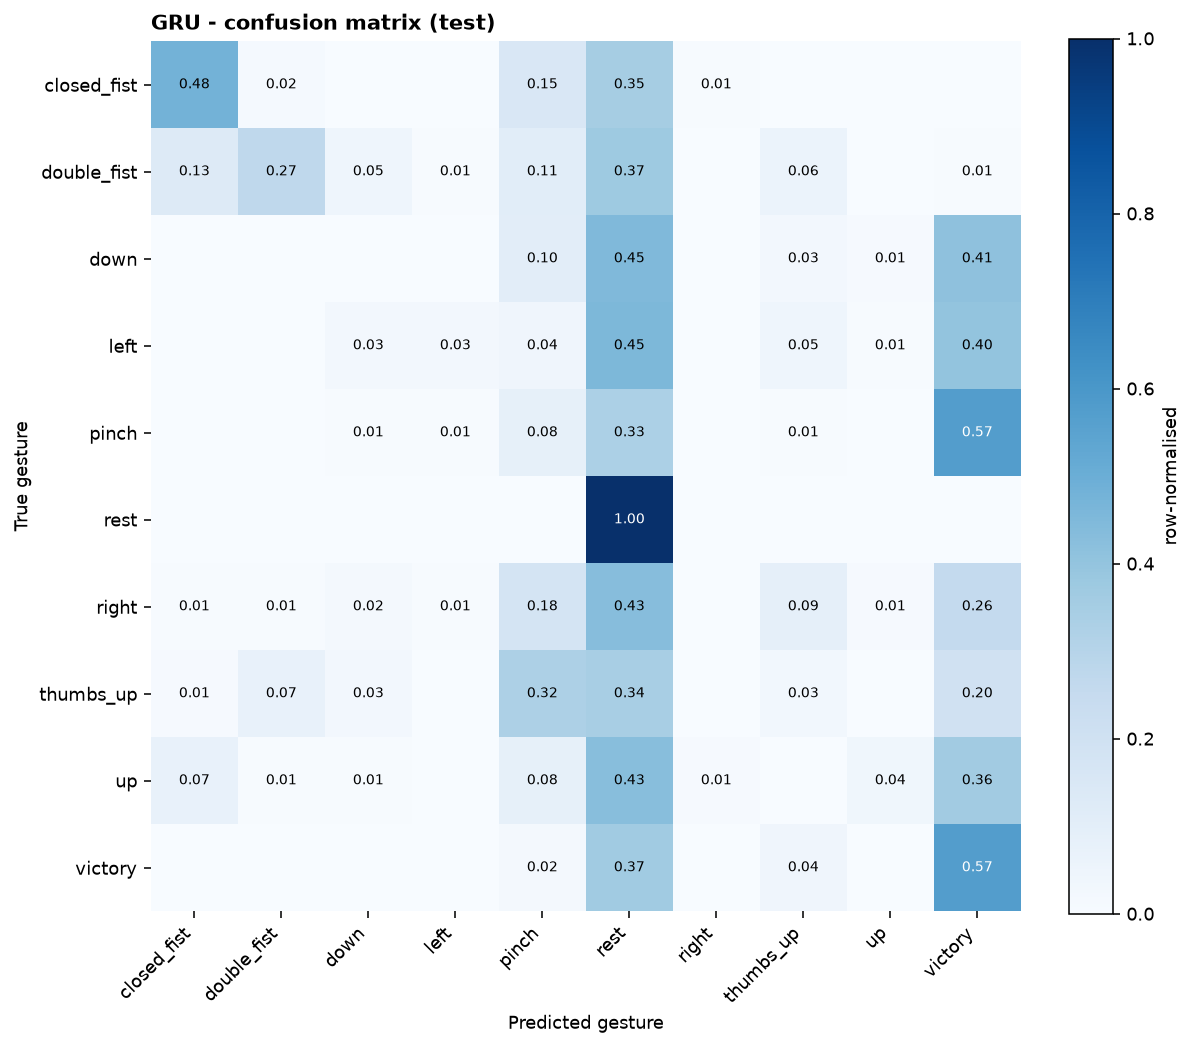 GRU - confusion matrix (test)
closed_fist 0.48 0.02 0.15 0.35 0.01
double_fist 0.13 0.27 0.05 0.01 0.11 0.37 0.06 0.01
down 0.10 0.45 0.03 0.01 0.41
left 0.03 0.03 0.04 0.45 0.05 0.01 0.40
pinch 0.01 0.01 0.08 0.33 0.01 0.57
rest 1.00
right 0.01 0.01 0.02 0.01 0.18 0.43 0.09 0.01 0.26
thumbs_up 0.01 0.07 0.03 0.32 0.34 0.03 0.20
up 0.07 0.01 0.01 0.08 0.43 0.01 0.04 0.36
victory 0.02 0.37 0.04 0.57
closed_fist double_fist down left pinch rest right thumbs_up up victory
Predicted gesture
True gesture
1.0
0.8
0.6
0.4
0.2
0.0
row-normalised